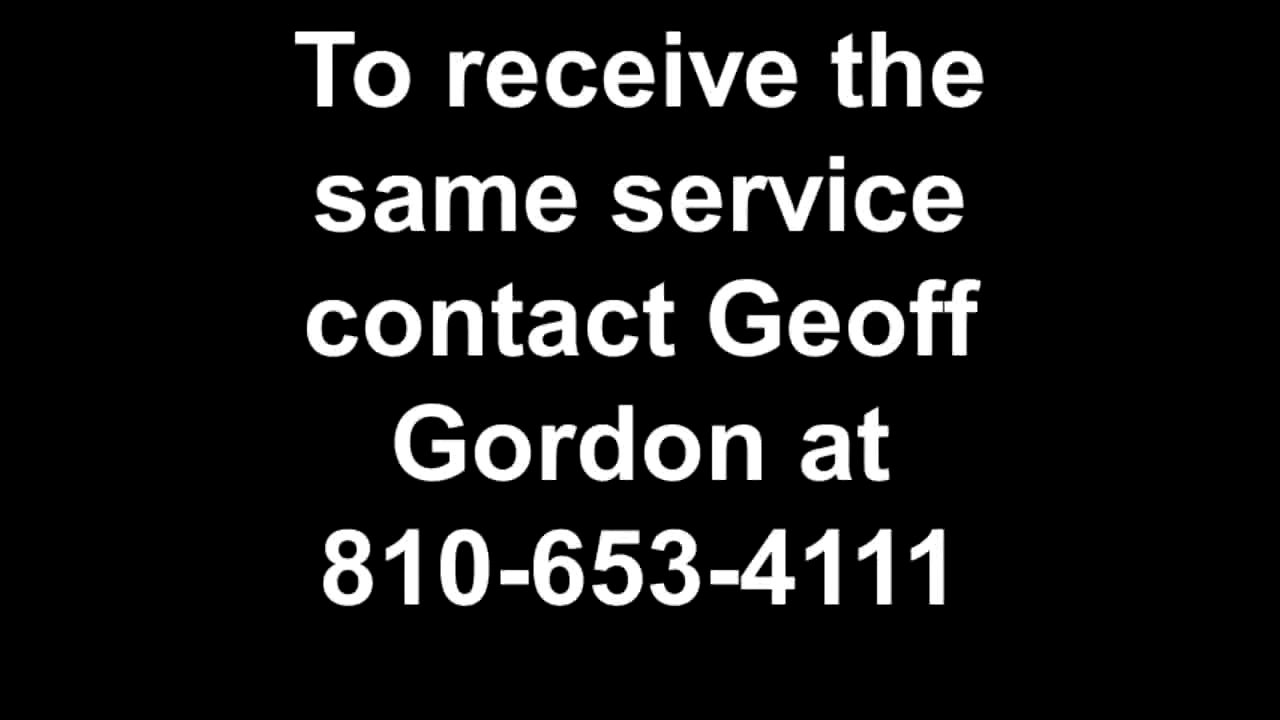 To receive the
same service
contact Geoff
Gordon at
810-653-4111